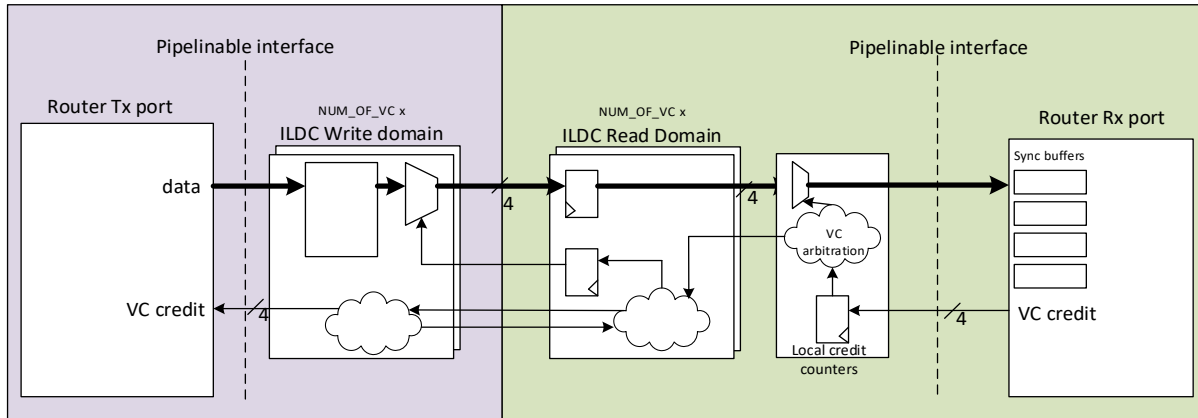 Pipelinable interface
Pipelinable interface
Router Tx port
NUM_OF_VC x
ILDC Write domain
NUM_OF_VC x
ILDC Read Domain
Router Rx port
Sync buffers
data
4
4
VC
arbitration
VC credit
4
4
VC credit
Local credit
counters